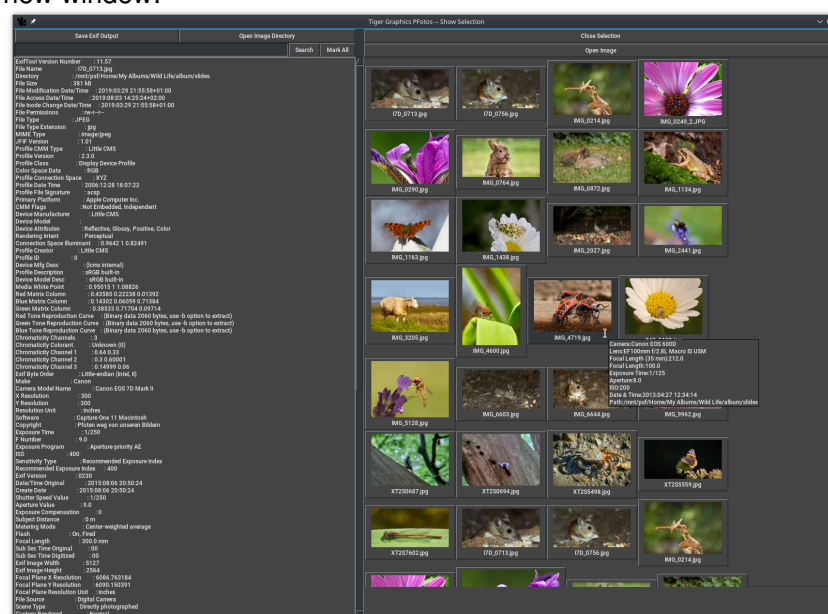 new window.
Tiger Graphics PFotos -- Show Selection
Save Exif Output
Open Image Directory
Search
Mark All
ExifTool Version Number : 11.57
File Name : I7D_0713.jpg
Directory : /mnt/psf/Home/My Albums/Wild Life/album/slides
File Size : 381 kB
File Modification Date/Time : 2019:03:29 21:55:58+01:00
File Access Date/Time : 2019:08:03 14:25:24+02:00
File Inode Change Date/Time : 2019:03:29 21:55:58+01:00
File Permissions : rw-r--r--
File Type : JPEG
File Type Extension : jpg
MIME Type : image/jpeg
JFIF Version : 1.01
Profile CMM Type : Little CMS
Profile Version : 2.3.0
Profile Class : Display Device Profile
Color Space Data : RGB
Profile Connection Space : XYZ
Profile Date Time : 2006:12:28 18:07:22
Profile File Signature : acsp
Primary Platform : Apple Computer Inc.
CMM Flags : Not Embedded, Independent
Device Manufacturer : Little CMS
Device Model :
Device Attributes : Reflective, Glossy, Positive, Color
Rendering Intent : Perceptual
Connection Space Illuminant : 0.9642 1 0.82491
Profile Creator : Little CMS
Profile ID : 0
Device Mfg Desc : (lcms internal)
Profile Description : sRGB built-in
Device Model Desc : sRGB built-in
Media White Point : 0.95015 1 1.08826
Red Matrix Column : 0.43585 0.22238 0.01392
Blue Matrix Column : 0.14302 0.06059 0.71384
Green Matrix Column : 0.38533 0.71704 0.09714
Red Tone Reproduction Curve : (Binary data 2060 bytes, use -b option to extract)
Green Tone Reproduction Curve : (Binary data 2060 bytes, use -b option to extract)
Blue Tone Reproduction Curve : (Binary data 2060 bytes, use -b option to extract)
Chromaticity Channels : 3
Chromaticity Colorant : Unknown (0)
Chromaticity Channel 1 : 0.64 0.33
Chromaticity Channel 2 : 0.3 0.60001
Chromaticity Channel 3 : 0.14999 0.06
Exif Byte Order : Little-endian (Intel, II)
Make : Canon
Camera Model Name : Canon EOS 7D Mark II
X Resolution : 300
Y Resolution : 300
Resolution Unit : inches
Software : Capture One 11 Macintosh
Copyright : Pfoten weg von unseren Bildern
Exposure Time : 1/250
F Number : 9.0
Exposure Program : Aperture-priority AE
ISO : 400
Sensitivity Type : Recommended Exposure Index
Recommended Exposure Index : 400
Exif Version : 0230
Date/Time Original : 2015:08:06 20:50:24
Create Date : 2015:08:06 20:50:24
Shutter Speed Value : 1/250
Aperture Value : 9.0
Exposure Compensation : 0
Subject Distance : 0 m
Metering Mode : Center-weighted average
Flash : On, Fired
Focal Length : 300.0 mm
Sub Sec Time Original : 00
Sub Sec Time Digitized : 00
Exif Image Width : 5127
Exif Image Height : 2564
Focal Plane X Resolution : 6086.763184
Focal Plane Y Resolution : 6090.150391
Focal Plane Resolution Unit : inches
File Source : Digital Camera
Scene Type : Directly photographed
Custom Rendered : Normal
Close Selection
Open Image
I7D_0713.jpg
I7D_0756.jpg
IMG_0214.jpg
IMG_0249_2.JPG
IMG_0290.jpg
IMG_0764.jpg
IMG_0872.jpg
IMG_1134.jpg
IMG_1163.jpg
IMG_1438.jpg
IMG_2027.jpg
IMG_2441.jpg
IMG_3205.jpg
IMG_4600.jpg
IMG_4719.jpg
Camera:Canon EOS 600D
Lens:EF100mm f/2.8L Macro IS USM
Focal Length (35 mm):212.0
Focal Length:100.0
Exposure Time:1/125
Aperture:8.0
ISO:200
Date & Time:2013:04:27 12:34:14
Path:/mnt/psf/Home/My Albums/Wild Life/album/slides
IMG_5128.jpg
IMG_6603.jpg
IMG_6644.jpg
IMG_9962.jpg
XT2S0687.jpg
XT2S0694.jpg
XT2S5498.jpg
XT2S5559.jpg
XT2S7602.jpg
I7D_0713.jpg
I7D_0756.jpg
IMG_0214.jpg